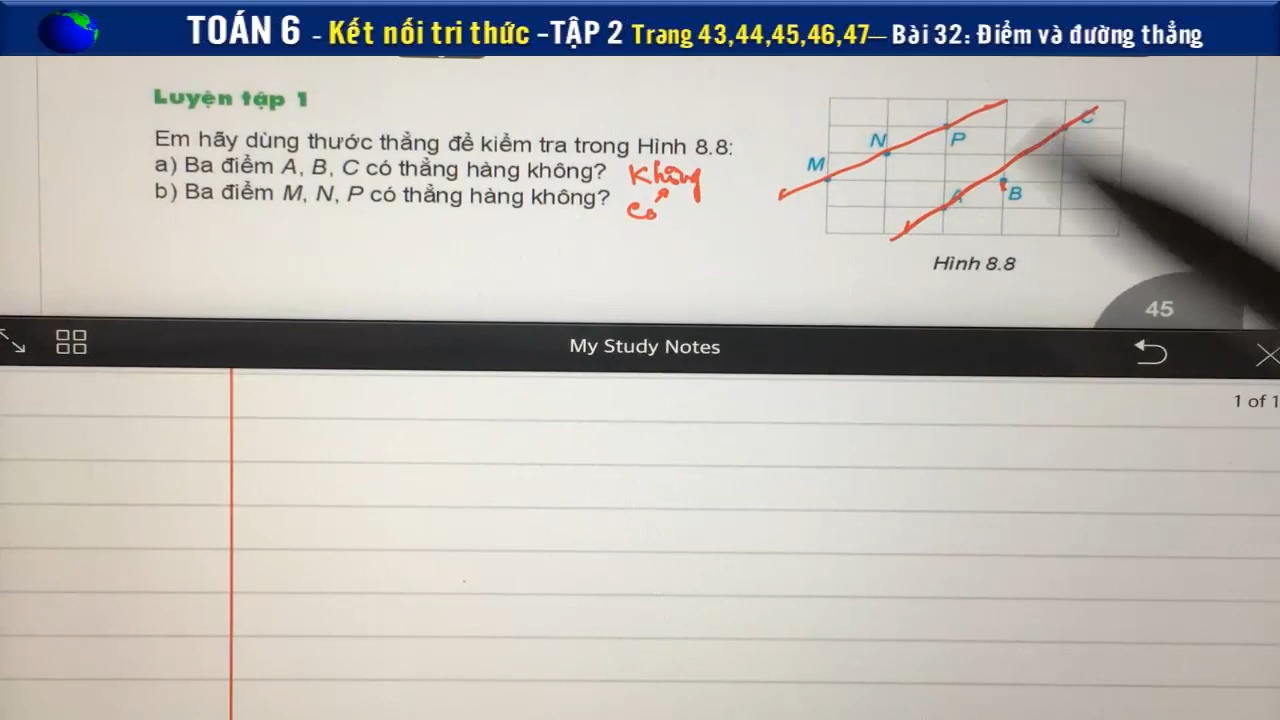 TOÁN 6 - Kết nối tri thức -TẬP 2 Trang 43,44,45,46,47- Bài 32: Điểm và đường thẳng
Luyện tập 1
Em hãy dùng thước thẳng để kiểm tra trong Hình 8.8:
a) Ba điểm A, B, C có thẳng hàng không? Không
b) Ba điểm M, N, P có thẳng hàng không? Có
M
N
P
C
A
B
Hình 8.8
45
My Study Notes
1 of 1